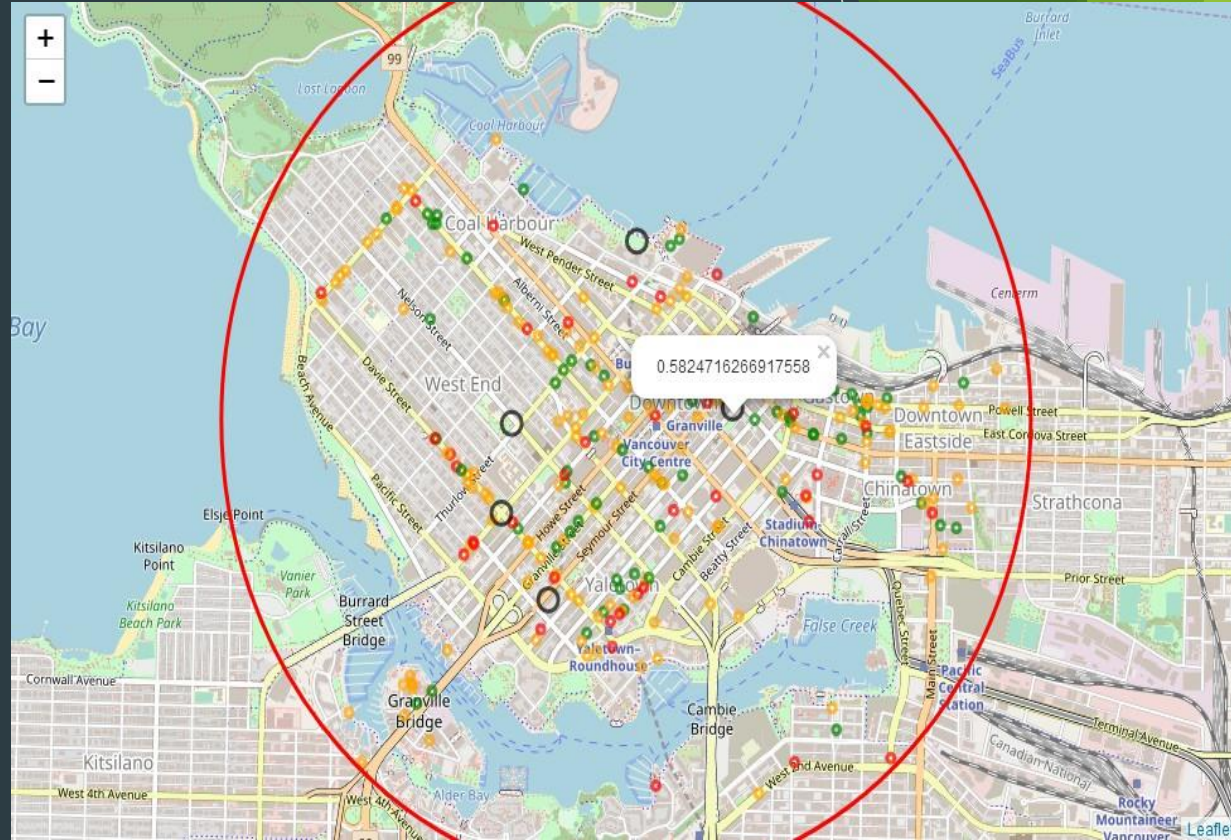 +
−
99
Lost Lagoon
Coal Harbour
Burrard
Inlet
SeaBus
Coal Harbour
West Pender Street
Alberni Street
Nelson Street
Centerm
Bay
0.5824716266917558
×
Davie Street
West End
Beach Avenue
Downtown
Granville
Vancouver
City Centre
Downtown
Eastside
Powell Street
East Cordova Street
Chinatown
Strathcona
Thurlow Street
Pacific Street
Howe Street
Seymour Street
Cambie Street
Beatty Street
Stadium-
Chinatown
Carrall Street
Elsje Point
Kitsilano
Point
Vanier
Park
Kitsilano
Beach Park
Burrard
Street
Bridge
Yaletown
Prior Street
Quebec Street
Main Street
False Creek
Yaletown–
Roundhouse
Pacific
Central
Station
Cornwall Avenue
Granville
Bridge
Cambie
Bridge
Terminal Avenue
Canadian National
Kitsilano
West 2nd Avenue
West 4th Avenue
West 4th Avenue
Alder Bay
Rocky
Mountaineer
Vancouver
99
Leafle